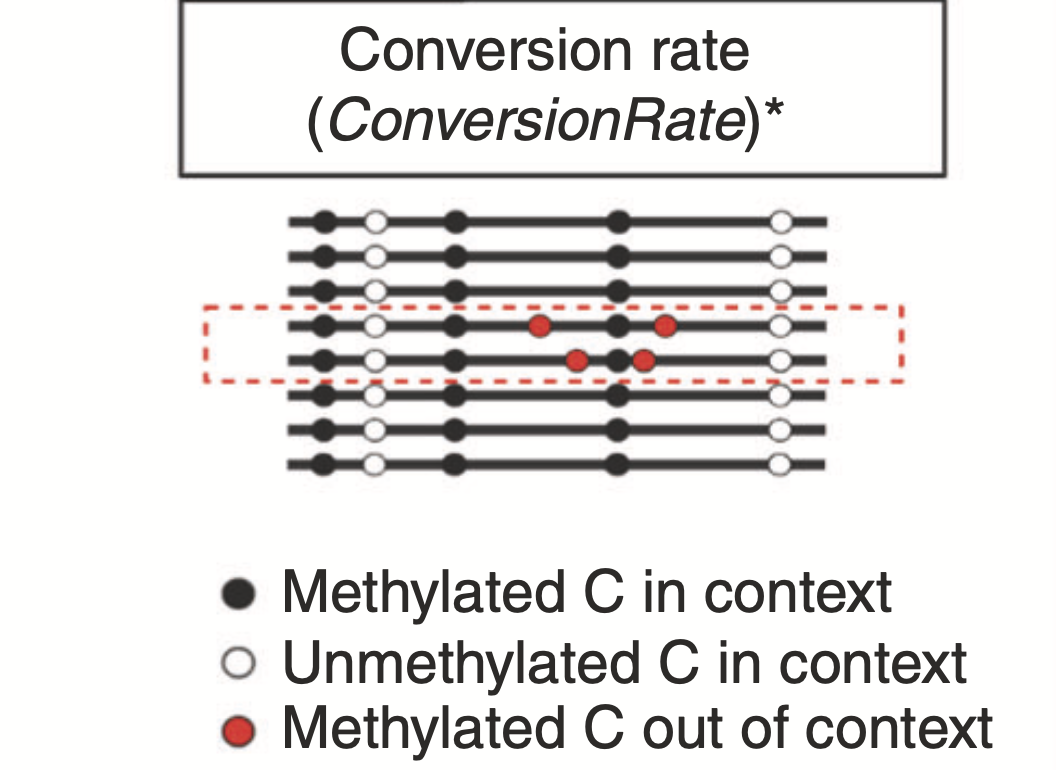 Conversion rate
(ConversionRate)*
Methylated C in context
Unmethylated C in context
Methylated C out of context